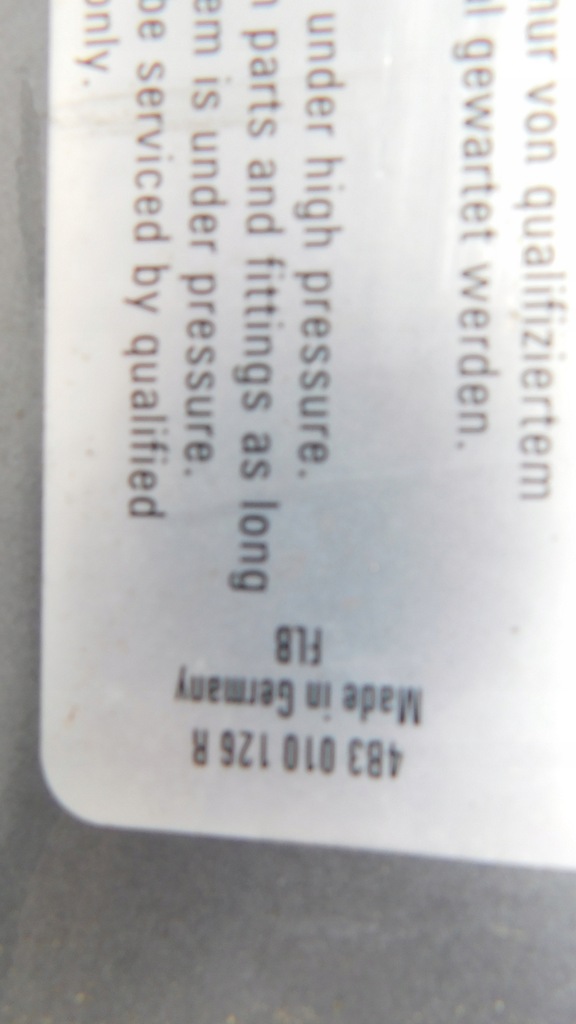 nur von qualifiziertem
l gewartet werden.
under high pressure.
parts and fittings as long
em is under pressure.
be serviced by qualified
only.
4B3 010 126 R
Made in Germany
FLB